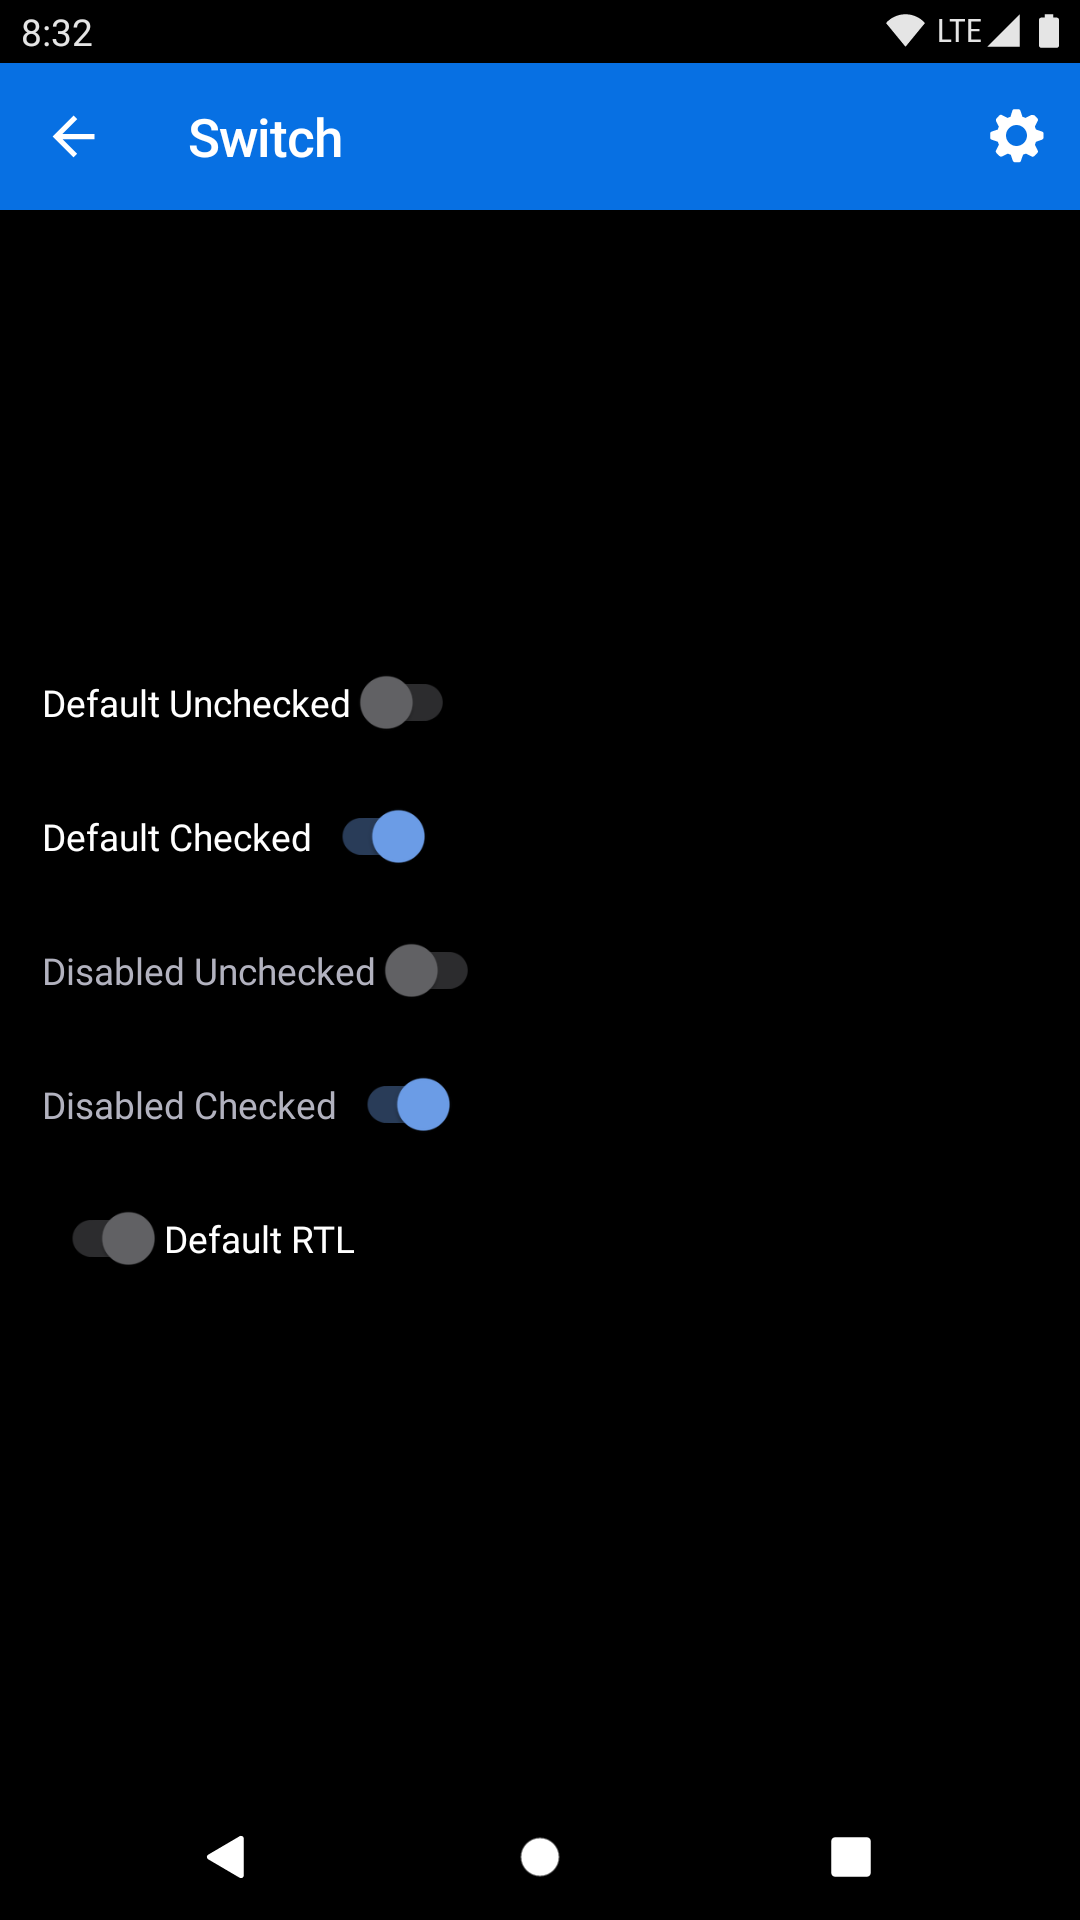 8:32 LTE
Switch
Default Unchecked
Default Checked
Disabled Unchecked
Disabled Checked
Default RTL